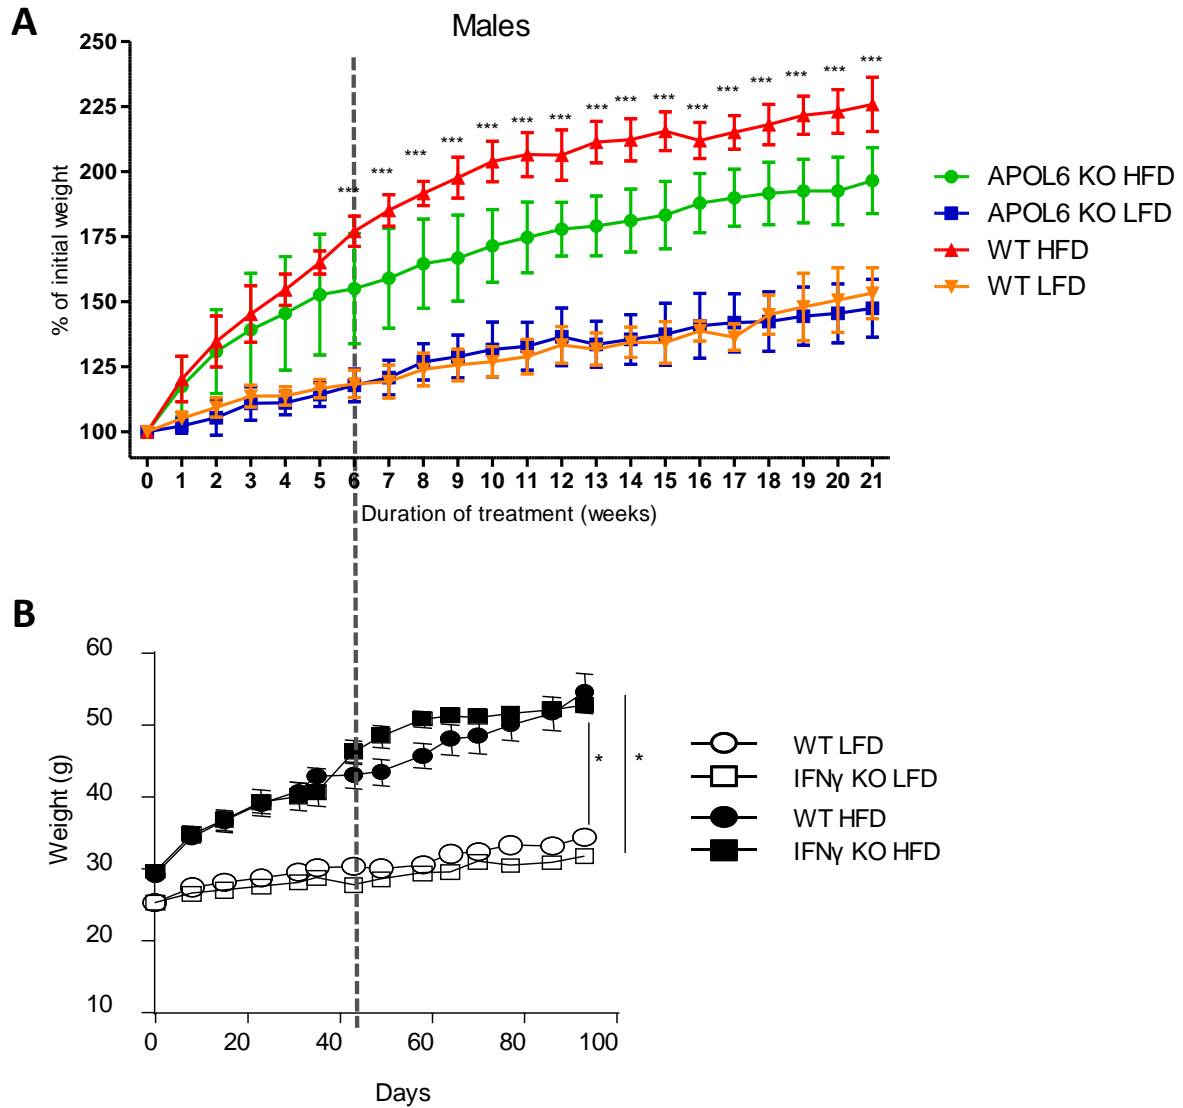 A
Males
% of initial weight
250
225
200
175
150
125
100
*** *** *** *** *** *** *** *** *** *** *** *** *** *** *** ***
0 1 2 3 4 5 6 7 8 9 10 11 12 13 14 15 16 17 18 19 20 21
Duration of treatment (weeks)
APOL6 KO HFD
APOL6 KO LFD
WT HFD
WT LFD
B
Weight (g)
60
50
40
30
20
10
* *
0 20 40 60 80 100
Days
WT LFD
IFNγ KO LFD
WT HFD
IFNγ KO HFD